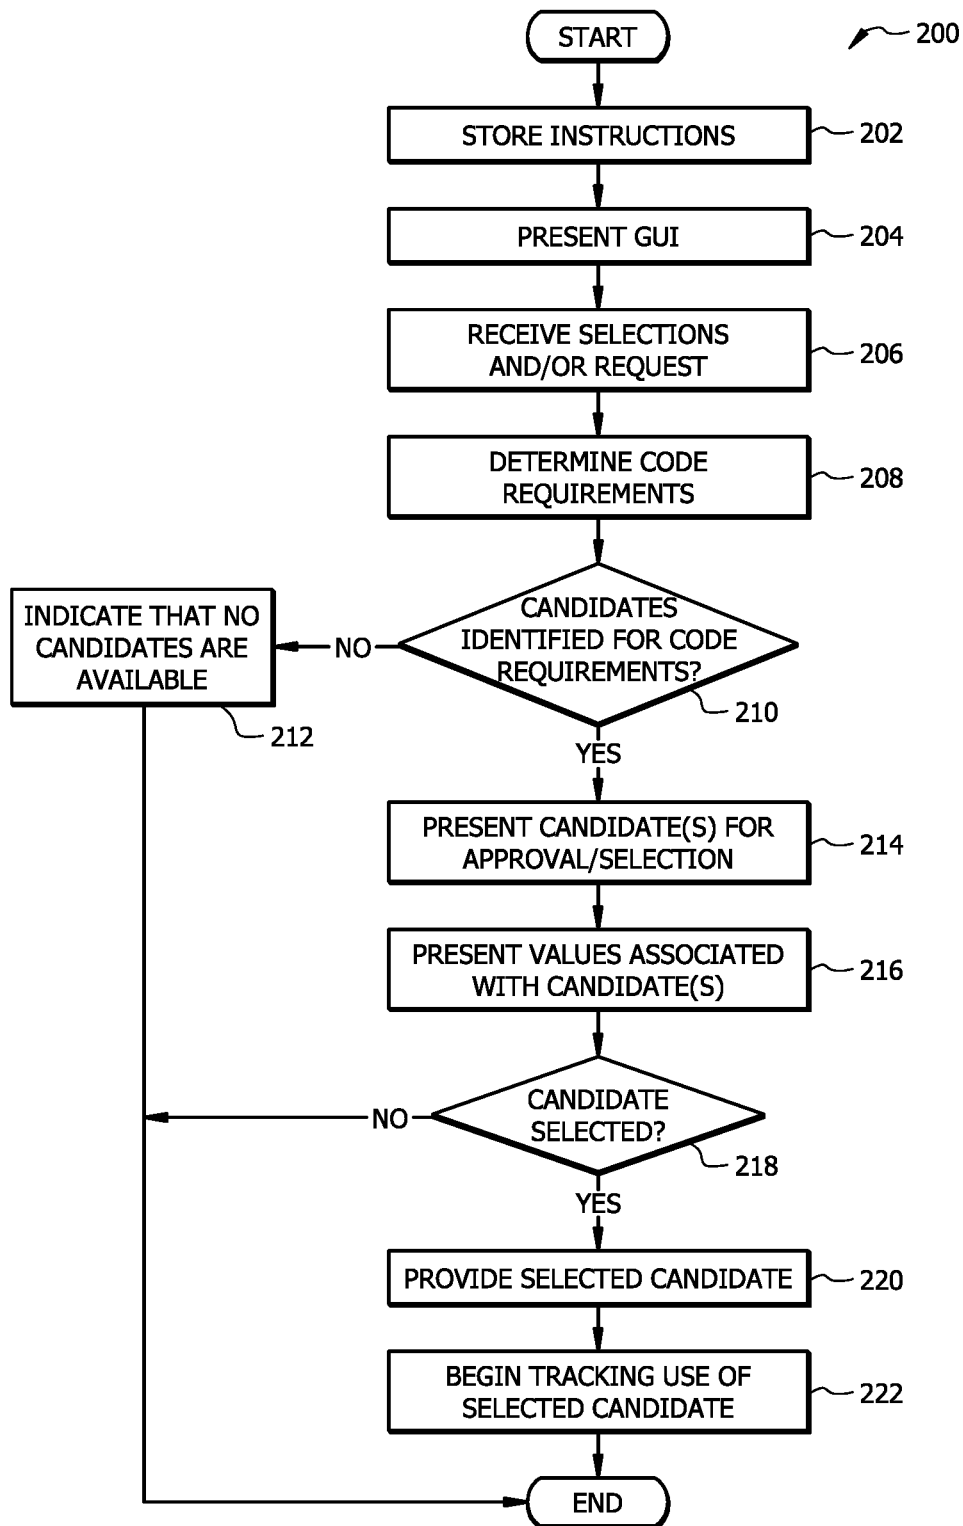 START
200
STORE INSTRUCTIONS
202
PRESENT GUI
204
RECEIVE SELECTIONS
AND/OR REQUEST
206
DETERMINE CODE
REQUIREMENTS
208
CANDIDATES
IDENTIFIED FOR CODE
REQUIREMENTS?
210
NO
INDICATE THAT NO
CANDIDATES ARE
AVAILABLE
212
YES
PRESENT CANDIDATE(S) FOR
APPROVAL/SELECTION
214
PRESENT VALUES ASSOCIATED
WITH CANDIDATE(S)
216
CANDIDATE
SELECTED?
218
NO
YES
PROVIDE SELECTED CANDIDATE
220
BEGIN TRACKING USE OF
SELECTED CANDIDATE
222
END